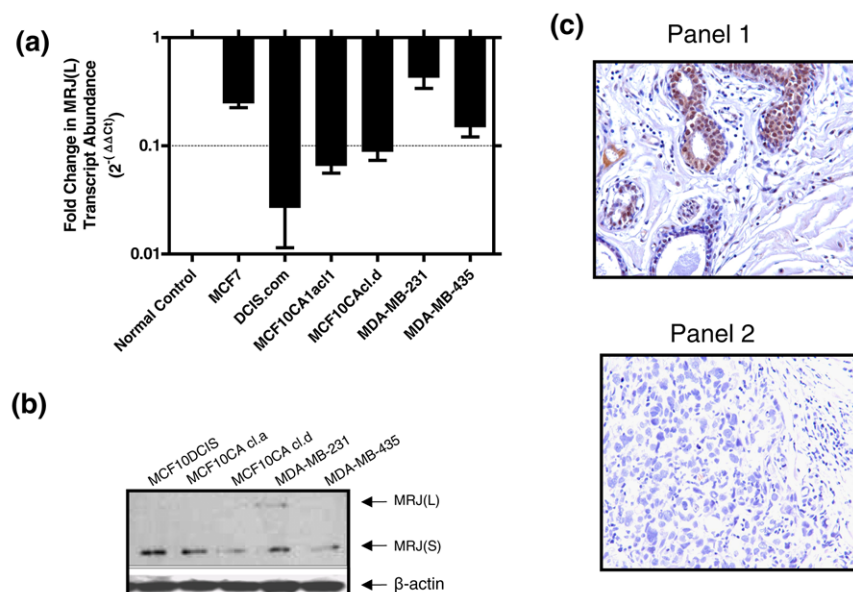 (a)
Fold Change in MRJ(L)
Transcript Abundance
(2-(ΔΔCt)
1
0.1
0.01
Normal Control
MCF7
DCIS.com
MCF10CA1acl1
MCF10CAcl.d
MDA-MB-231
MDA-MB-435
(b)
MCF10DCIS
MCF10CA cl.a
MCF10CA cl.d
MDA-MB-231
MDA-MB-435
MRJ(L)
MRJ(S)
β-actin
(c)
Panel 1
Panel 2